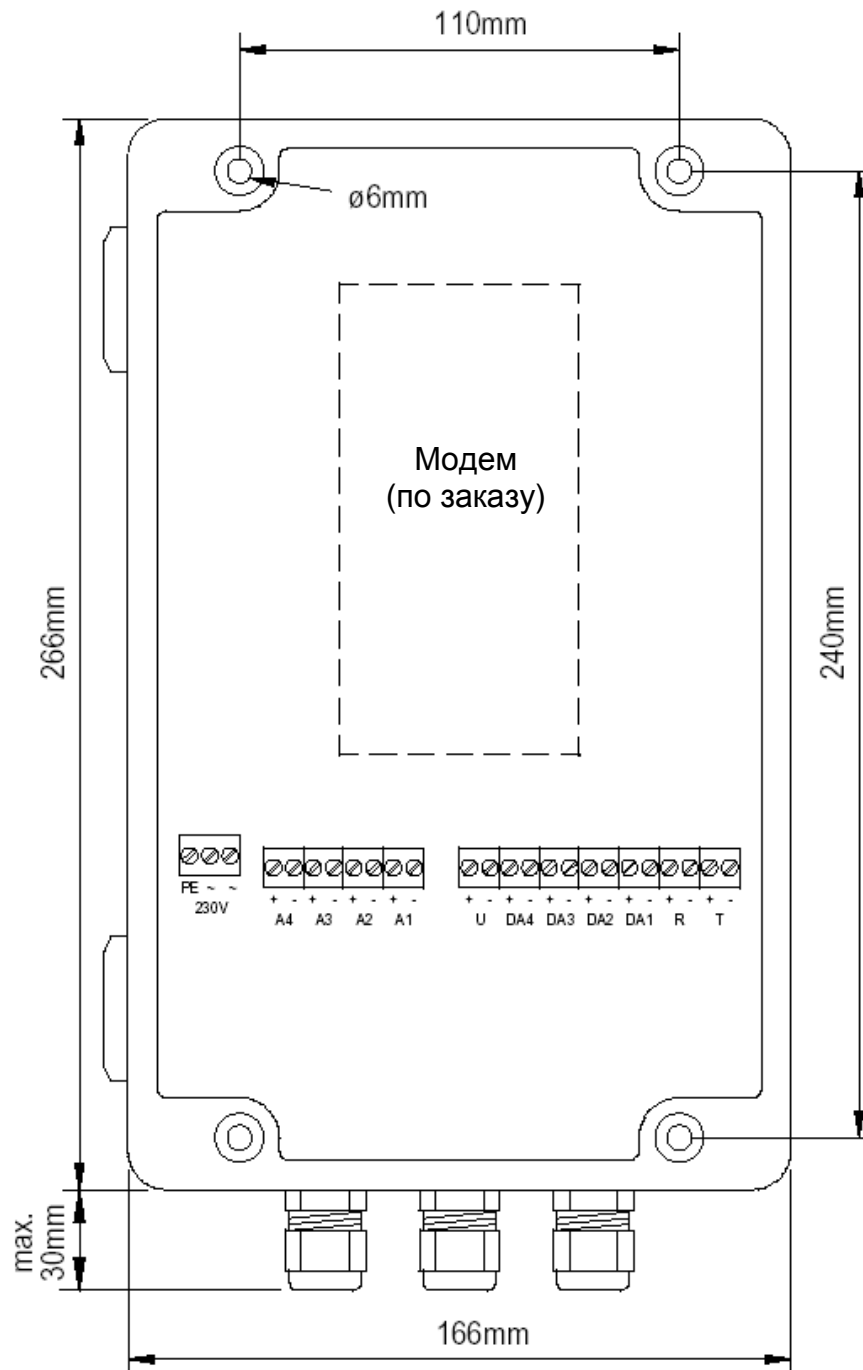 110mm
ø6mm
Модем
(по заказу)
266mm
240mm
PE ~ ~
230V
+ - + - + - + -
A4 A3 A2 A1
+ - + - + - + - + - + - + -
U DA4 DA3 DA2 DA1 R T
max.
30mm
166mm